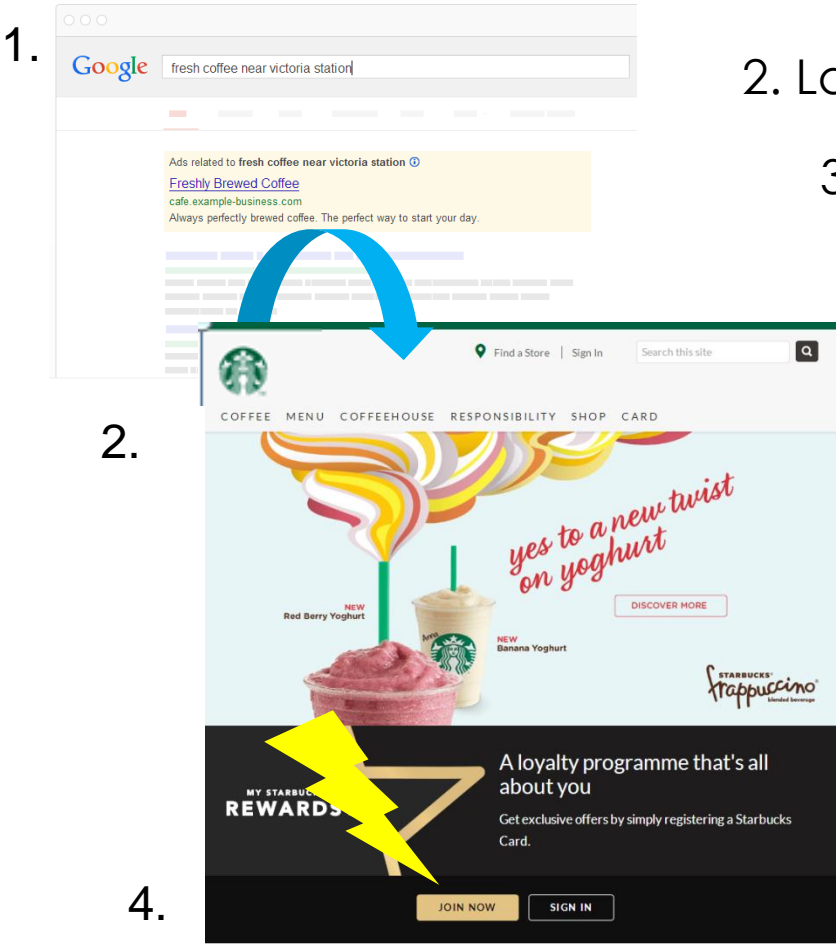 1.
Google fresh coffee near victoria station
2. Lo
3
Ads related to fresh coffee near victoria station
Freshly Brewed Coffee
cafe.example-business.com
Always perfectly brewed coffee. The perfect way to start your day.
2.
Find a Store | Sign In Search this site
COFFEE MENU COFFEEHOUSE RESPONSIBILITY SHOP CARD
yes to a new twist
on yoghurt
DISCOVER MORE
NEW
Red Berry Yoghurt
Anna
NEW
Banana Yoghurt
STARBUCKS
frappuccino
blended beverage
MY STARBUC
REWARDS
A loyalty programme that's all
about you
Get exclusive offers by simply registering a Starbucks
Card.
4.
JOIN NOW SIGN IN